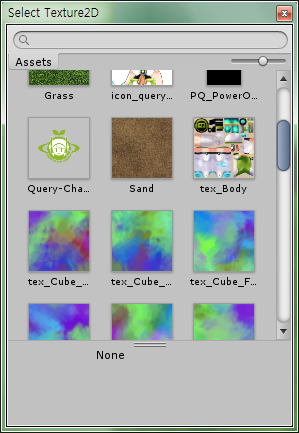 Select Texture2D
Assets
Grass
icon_query...
PQ_PowerO...
Query-Cha...
Sand
tex_Body
tex_Cube_...
tex_Cube_...
tex_Cube_F...
None